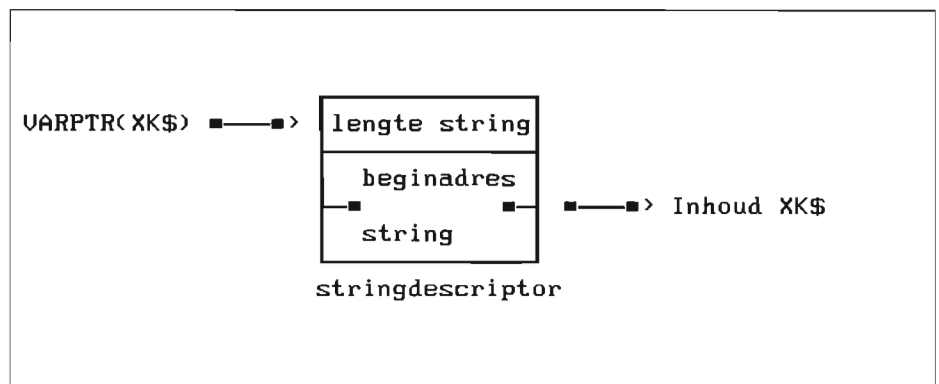 VARPTR(XK$)
lengte string
beginadres
Inhoud XK$
string
stringdescriptor